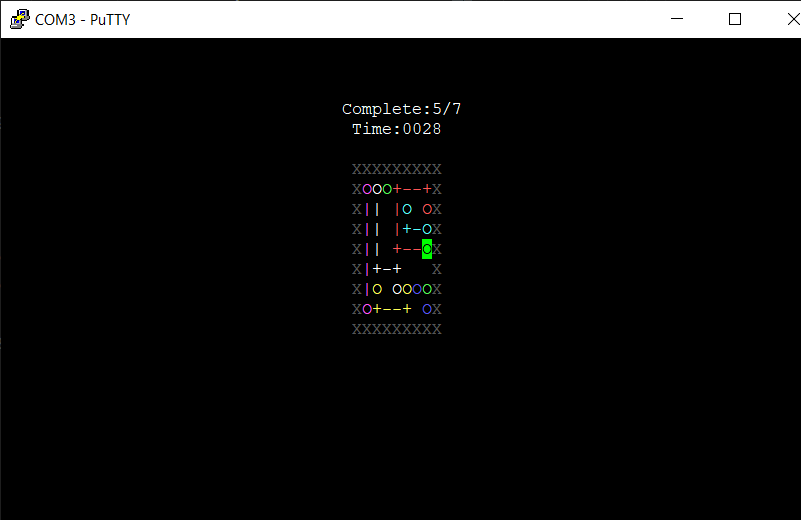 COM3 - PuTTY
Complete:5/7
Time:0028
XXXXXXXXX
XOOO+--+X
X|| |O OX
X|| |+-OX
X|| +--OX
X|+-+   X
X|O OOOOX
XO+--+ OX
XXXXXXXXX